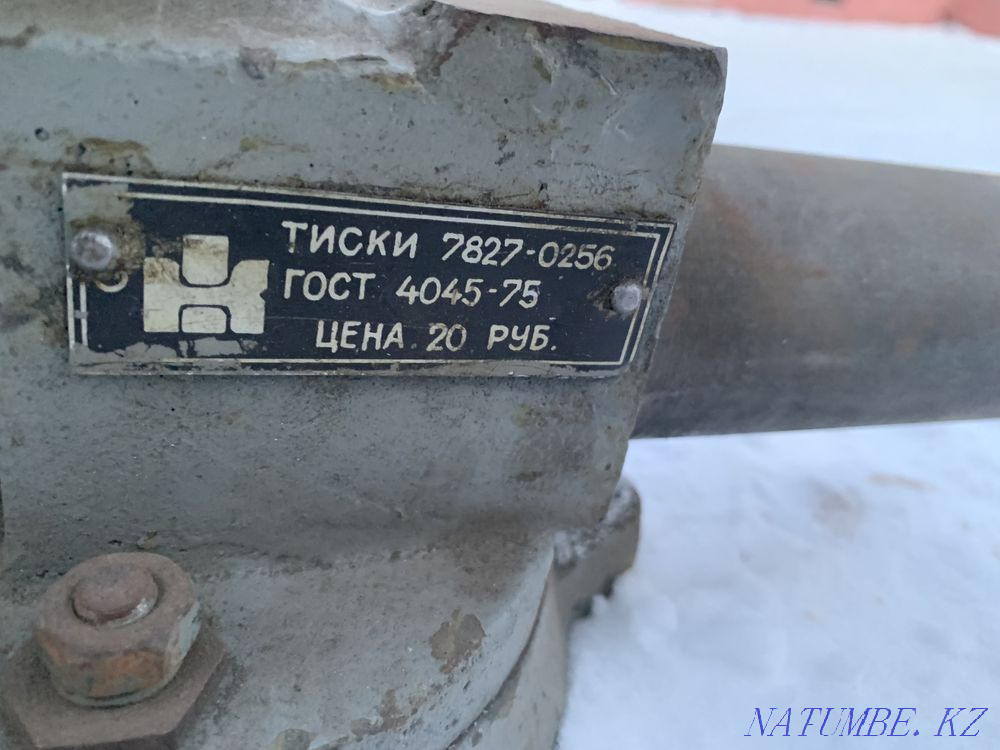 ТИСКИ 7827-0256
ГОСТ 4045-75
ЦЕНА 20 РУБ.
NATUMBE.KZ